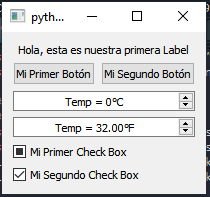 pyth...
Hola, esta es nuestra primera Label
Mi Primer Botón Mi Segundo Botón
Temp = 0ºC
Temp = 32.00ºF
Mi Primer Check Box
Mi Segundo Check Box